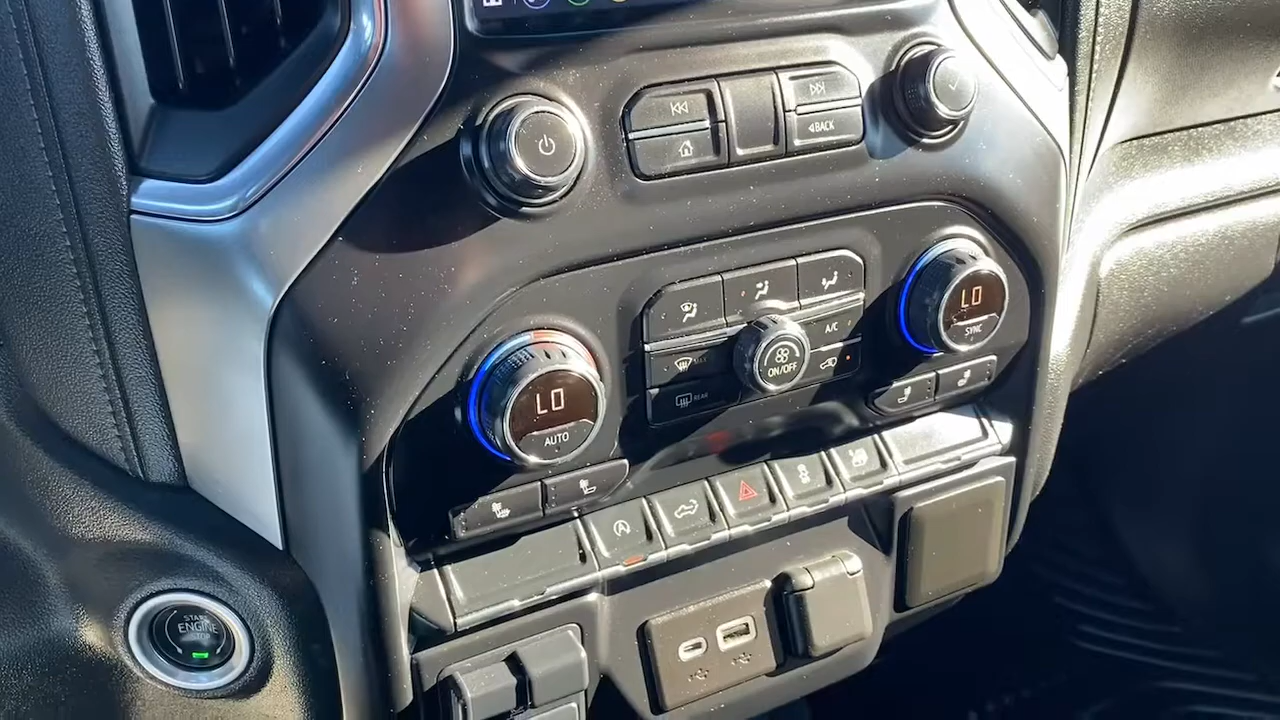 BACK
LO
SYNC
A/C
MAX
ON/OFF
REAR
LO
AUTO
START
ENGINE
STOP